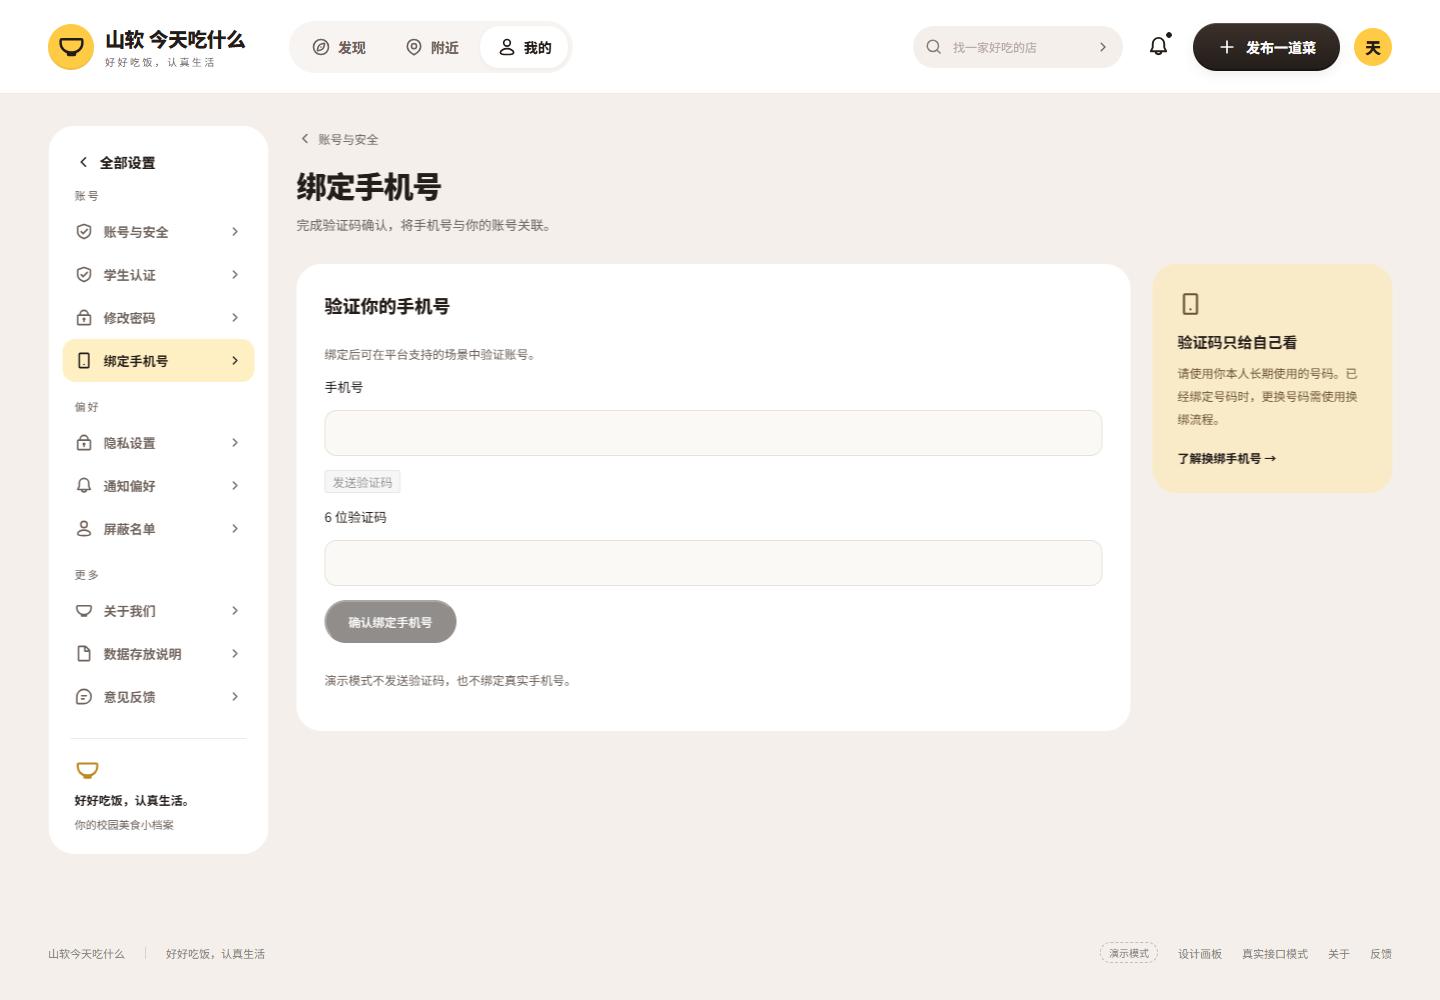 山软 今天吃什么
好好吃饭，认真生活
发现
附近
我的
找一家好吃的店
发布一道菜
天
全部设置
账号
账号与安全
学生认证
修改密码
绑定手机号
偏好
隐私设置
通知偏好
屏蔽名单
更多
关于我们
数据存放说明
意见反馈
好好吃饭，认真生活。
你的校园美食小档案
账号与安全
绑定手机号
完成验证码确认，将手机号与你的账号关联。
验证你的手机号
绑定后可在平台支持的场景中验证账号。
手机号
发送验证码
6 位验证码
确认绑定手机号
演示模式不发送验证码，也不绑定真实手机号。
验证码只给自己看
请使用你本人长期使用的号码。已
经绑定号码时，更换号码需使用换
绑流程。
了解换绑手机号 →
山软今天吃什么
好好吃饭，认真生活
演示模式
设计画板
真实接口模式
关于
反馈